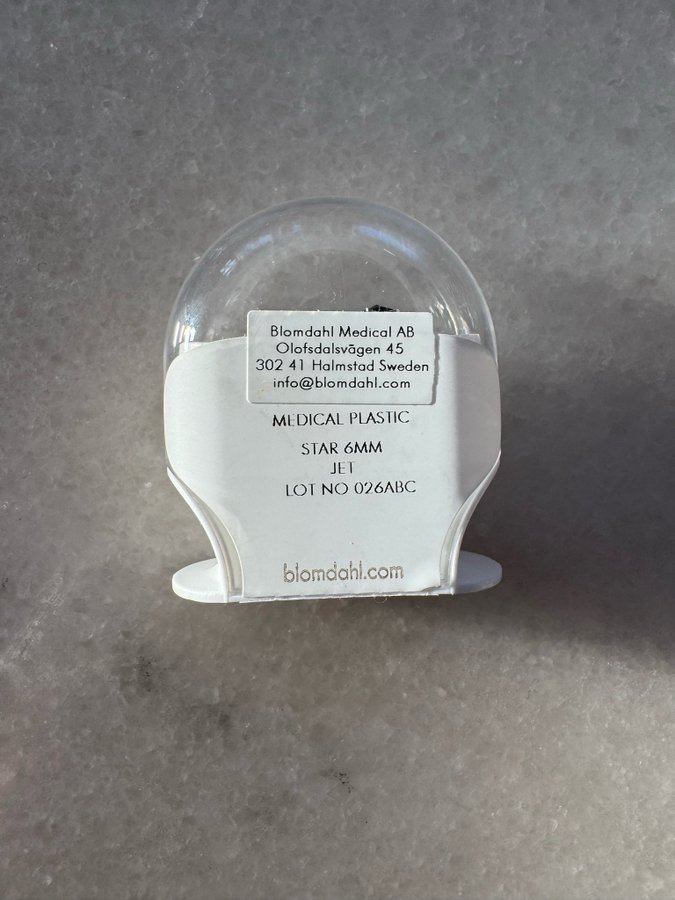 Blomdahl Medical AB
Olofsdalsvägen 45
302 41 Halmstad Sweden
info@blomdahl.com
MEDICAL PLASTIC
STAR 6MM
JET
LOT NO 026ABC
blomdahl.com